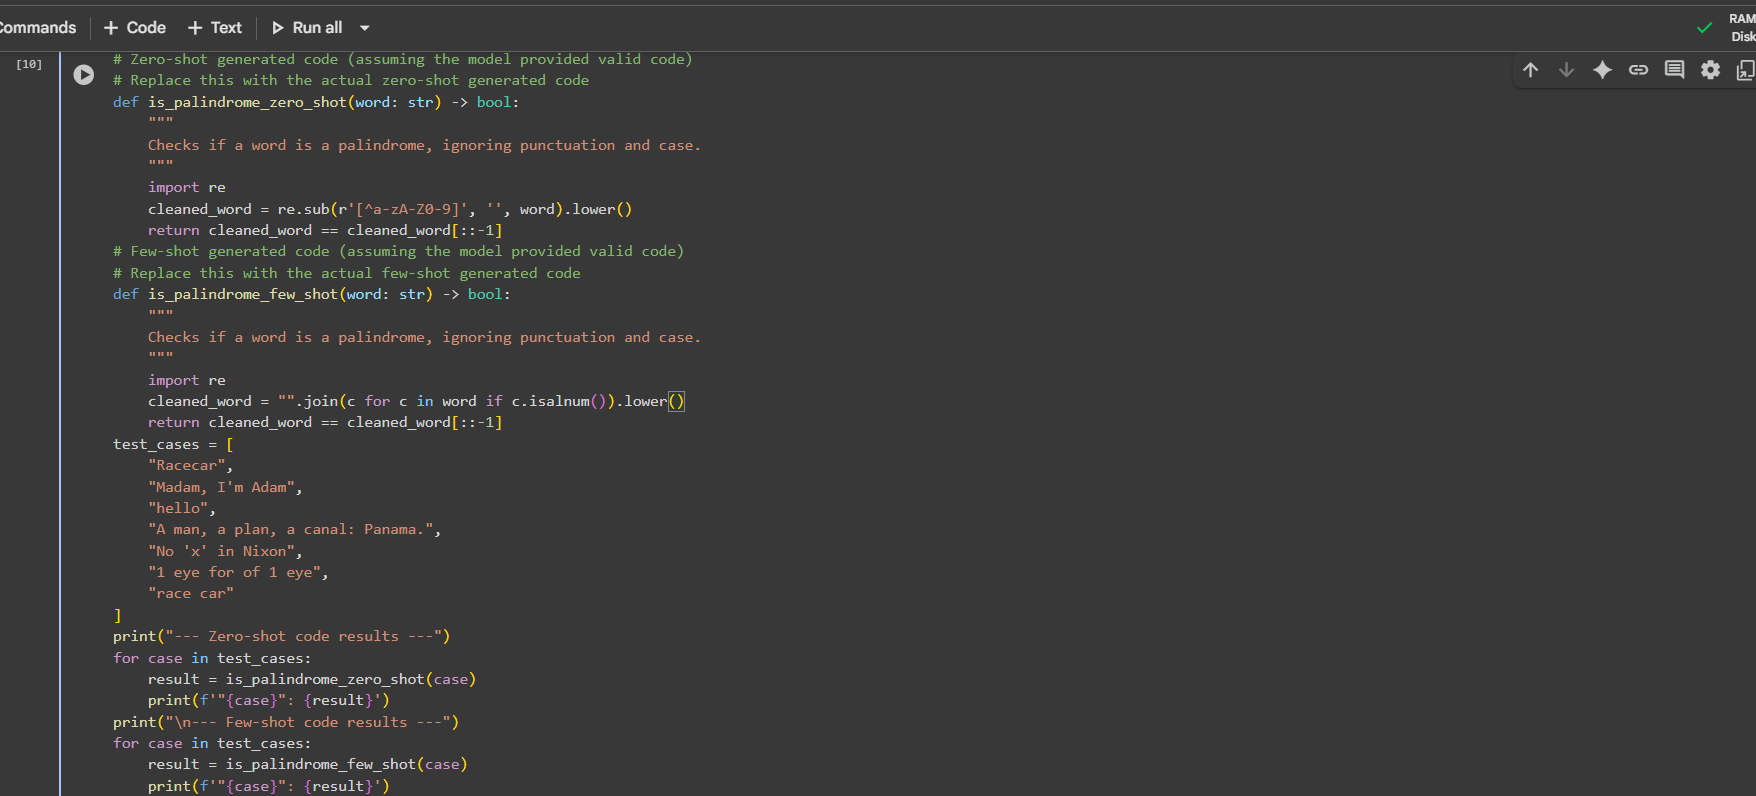 Commands + Code + Text Run all
RAM
Disk
[10]
# Zero-shot generated code (assuming the model provided valid code)
# Replace this with the actual zero-shot generated code
def is_palindrome_zero_shot(word: str) -> bool:
    """
    Checks if a word is a palindrome, ignoring punctuation and case.
    """
    import re
    cleaned_word = re.sub(r'[^a-zA-Z0-9]', '', word).lower()
    return cleaned_word == cleaned_word[::-1]
# Few-shot generated code (assuming the model provided valid code)
# Replace this with the actual few-shot generated code
def is_palindrome_few_shot(word: str) -> bool:
    """
    Checks if a word is a palindrome, ignoring punctuation and case.
    """
    import re
    cleaned_word = "".join(c for c in word if c.isalnum()).lower()
    return cleaned_word == cleaned_word[::-1]
test_cases = [
    "Racecar",
    "Madam, I'm Adam",
    "hello",
    "A man, a plan, a canal: Panama.",
    "No 'x' in Nixon",
    "1 eye for of 1 eye",
    "race car"
]
print("--- Zero-shot code results ---")
for case in test_cases:
    result = is_palindrome_zero_shot(case)
    print(f'"{case}": {result}')
print("\n--- Few-shot code results ---")
for case in test_cases:
    result = is_palindrome_few_shot(case)
    print(f'"{case}": {result}')